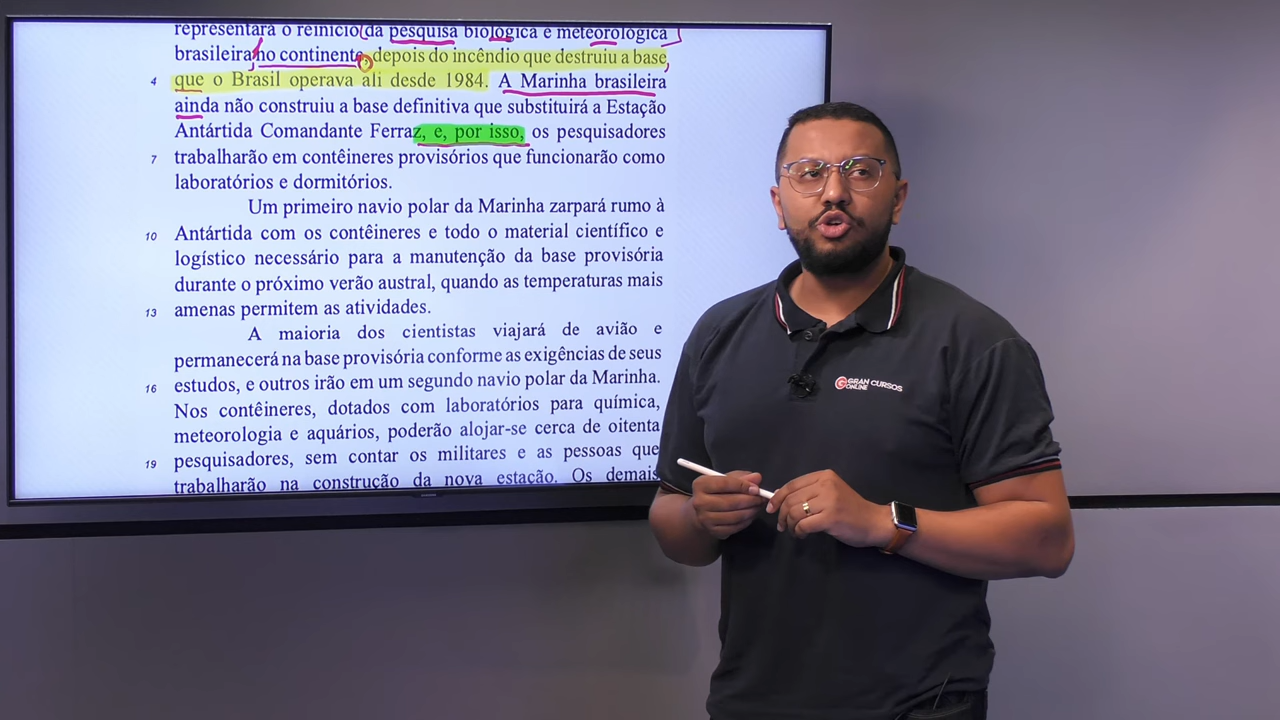 representará o reinício da pesquisa biológica e meteorológica
brasileira no continente, depois do incêndio que destruiu a base,
4 que o Brasil operava ali desde 1984. A Marinha brasileira
ainda não construiu a base definitiva que substituirá a Estação
Antártida Comandante Ferraz, e, por isso, os pesquisadores
7 trabalharão em contêineres provisórios que funcionarão como
laboratórios e dormitórios.
Um primeiro navio polar da Marinha zarpará rumo à
10 Antártida com os contêineres e todo o material científico e
logístico necessário para a manutenção da base provisória
durante o próximo verão austral, quando as temperaturas mais
13 amenas permitem as atividades.
A maioria dos cientistas viajará de avião e
permanecerá na base provisória conforme as exigências de seus
16 estudos, e outros irão em um segundo navio polar da Marinha.
Nos contêineres, dotados com laboratórios para química,
meteorologia e aquários, poderão alojar-se cerca de oitenta
19 pesquisadores, sem contar os militares e as pessoas que
trabalharão na construção da nova estação. Os demais
GRAN CURSOS
ONLINE